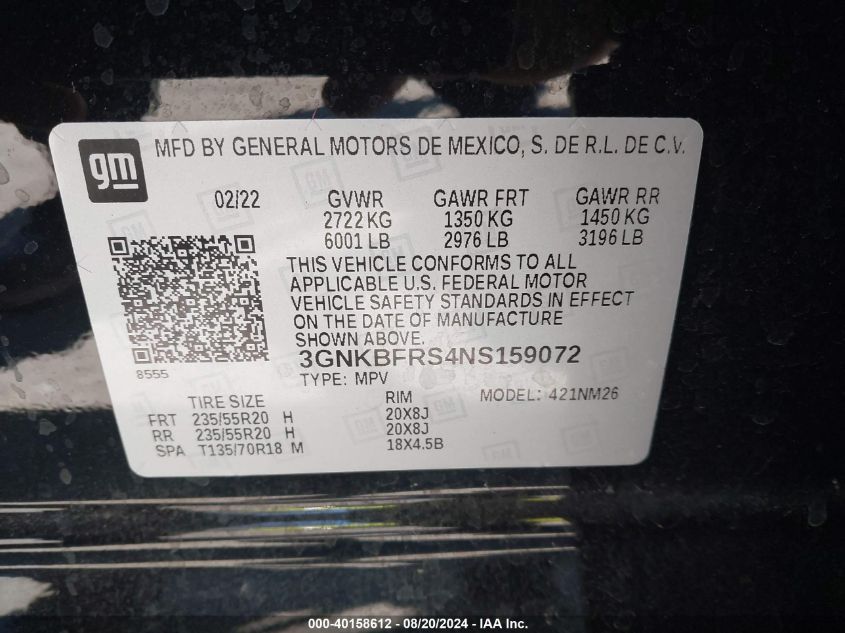 gm
MFD BY GENERAL MOTORS DE MEXICO, S. DE R.L. DE C.V.
02/22 GVWR GAWR FRT GAWR RR
2722 KG 1350 KG 1450 KG
6001 LB 2976 LB 3196 LB
THIS VEHICLE CONFORMS TO ALL
APPLICABLE U.S. FEDERAL MOTOR
VEHICLE SAFETY STANDARDS IN EFFECT
ON THE DATE OF MANUFACTURE
SHOWN ABOVE.
8555
3GNKBFRS4NS159072
TYPE: MPV MODEL: 421NM26
TIRE SIZE RIM
FRT 235/55R20 H 20X8J
RR 235/55R20 H 20X8J
SPA T135/70R18 M 18X4.5B
000-40158612 - 08/20/2024 - IAA Inc.